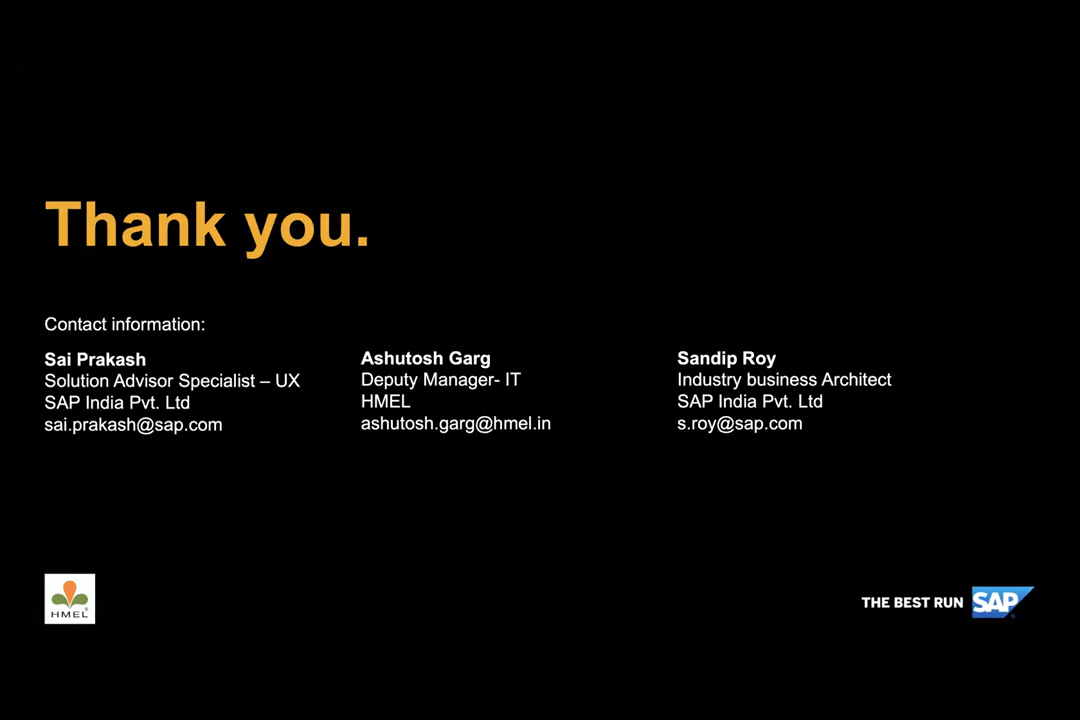 Thank you.
Contact information:
Sai Prakash
Solution Advisor Specialist – UX
SAP India Pvt. Ltd
sai.prakash@sap.com
Ashutosh Garg
Deputy Manager- IT
HMEL
ashutosh.garg@hmel.in
Sandip Roy
Industry business Architect
SAP India Pvt. Ltd
s.roy@sap.com
HMEL®
THE BEST RUN SAP